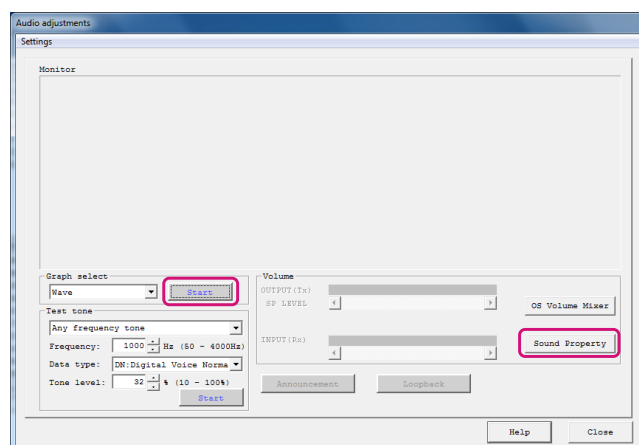 Audio adjustments
Settings
Monitor
Graph select
Wave
Start
Test tone
Any frequency tone
Frequency: 1000 Hz (50 - 4000Hz)
Data type: DN:Digital Voice Norma
Tone level: 32 % (10 - 100%)
Start
Volume
OUTPUT(Tx)
SP LEVEL
INPUT(Rx)
OS Volume Mixer
Sound Property
Announcement
Loopback
Help
Close